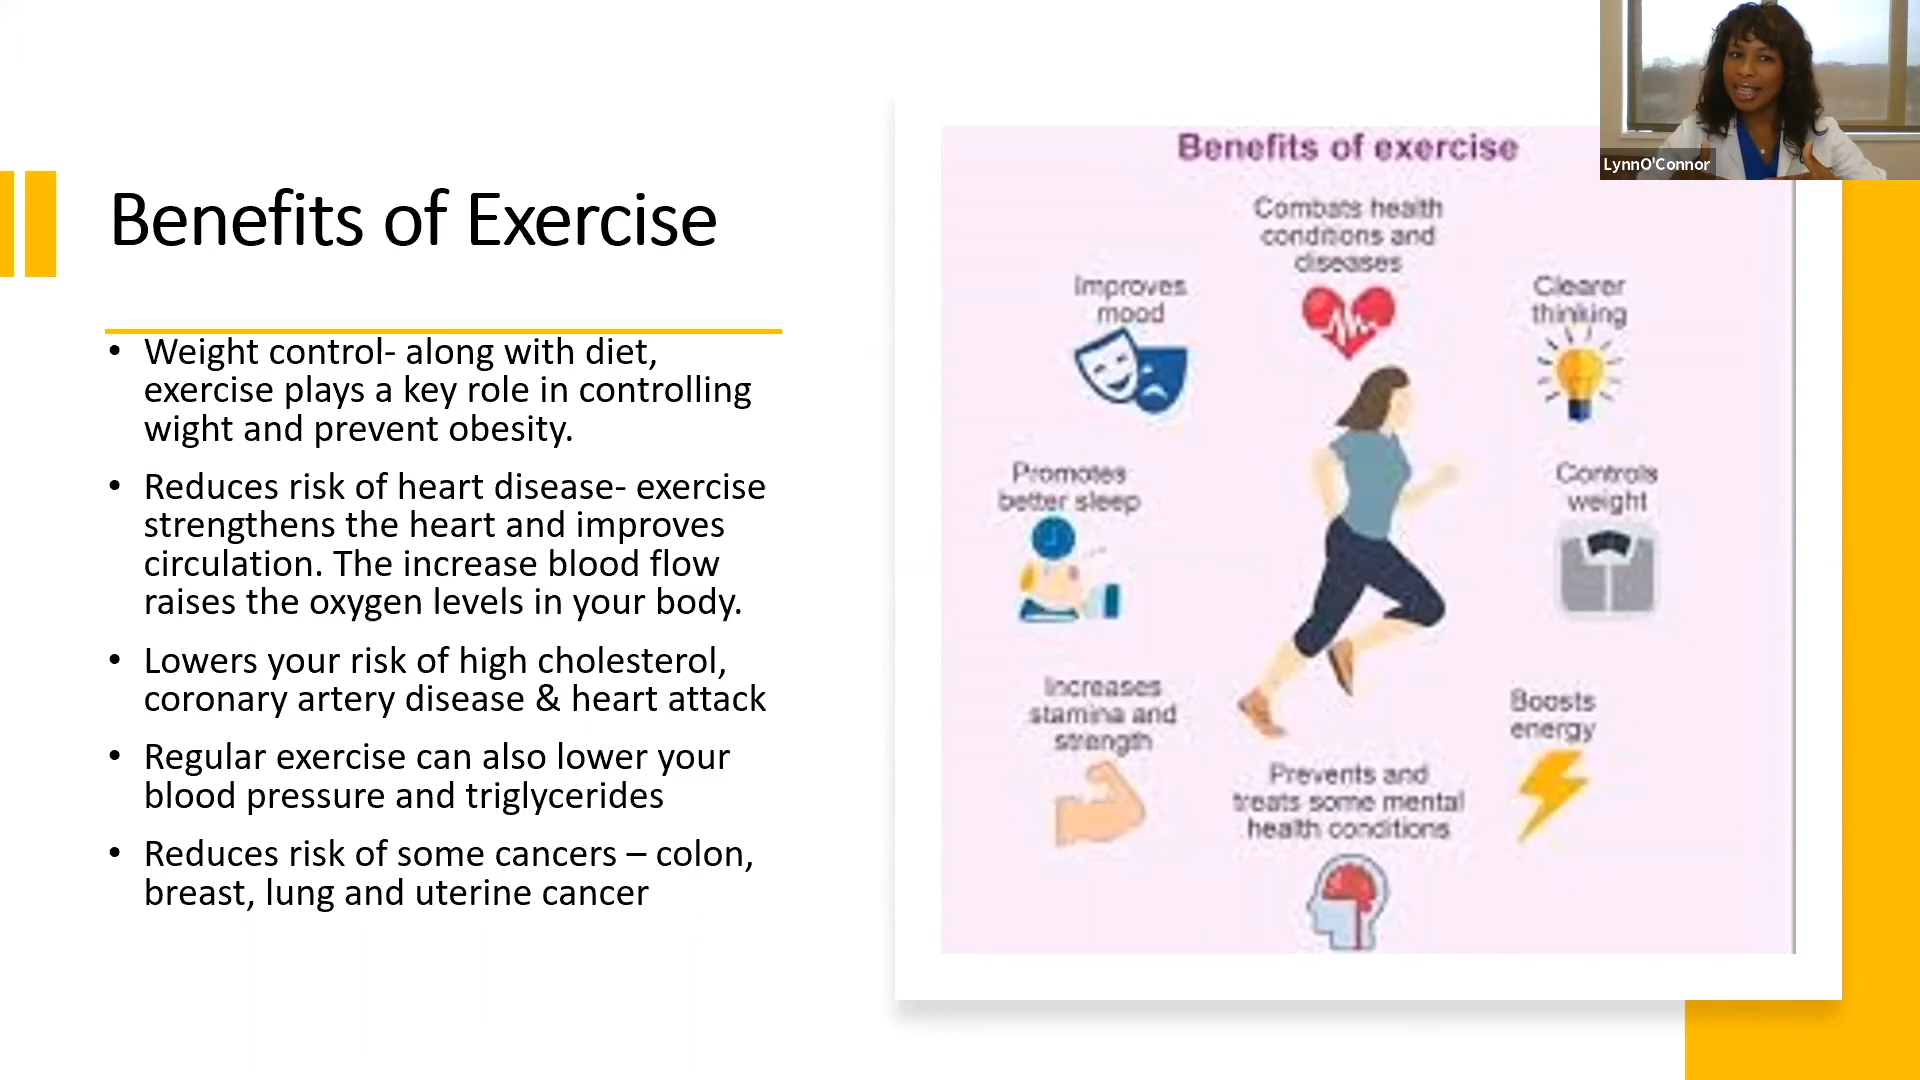 Benefits of Exercise
• Weight control- along with diet,
exercise plays a key role in controlling
wight and prevent obesity.
• Reduces risk of heart disease- exercise
strengthens the heart and improves
circulation. The increase blood flow
raises the oxygen levels in your body.
• Lowers your risk of high cholesterol,
coronary artery disease & heart attack
• Regular exercise can also lower your
blood pressure and triglycerides
• Reduces risk of some cancers – colon,
breast, lung and uterine cancer
Benefits of exercise
Combats health
conditions and
diseases
Improves
mood
Clearer
thinking
Promotes
better sleep
Controls
weight
Increases
stamina and
strength
Boosts
energy
Prevents and
treats some mental
health conditions
LynnO'Connor